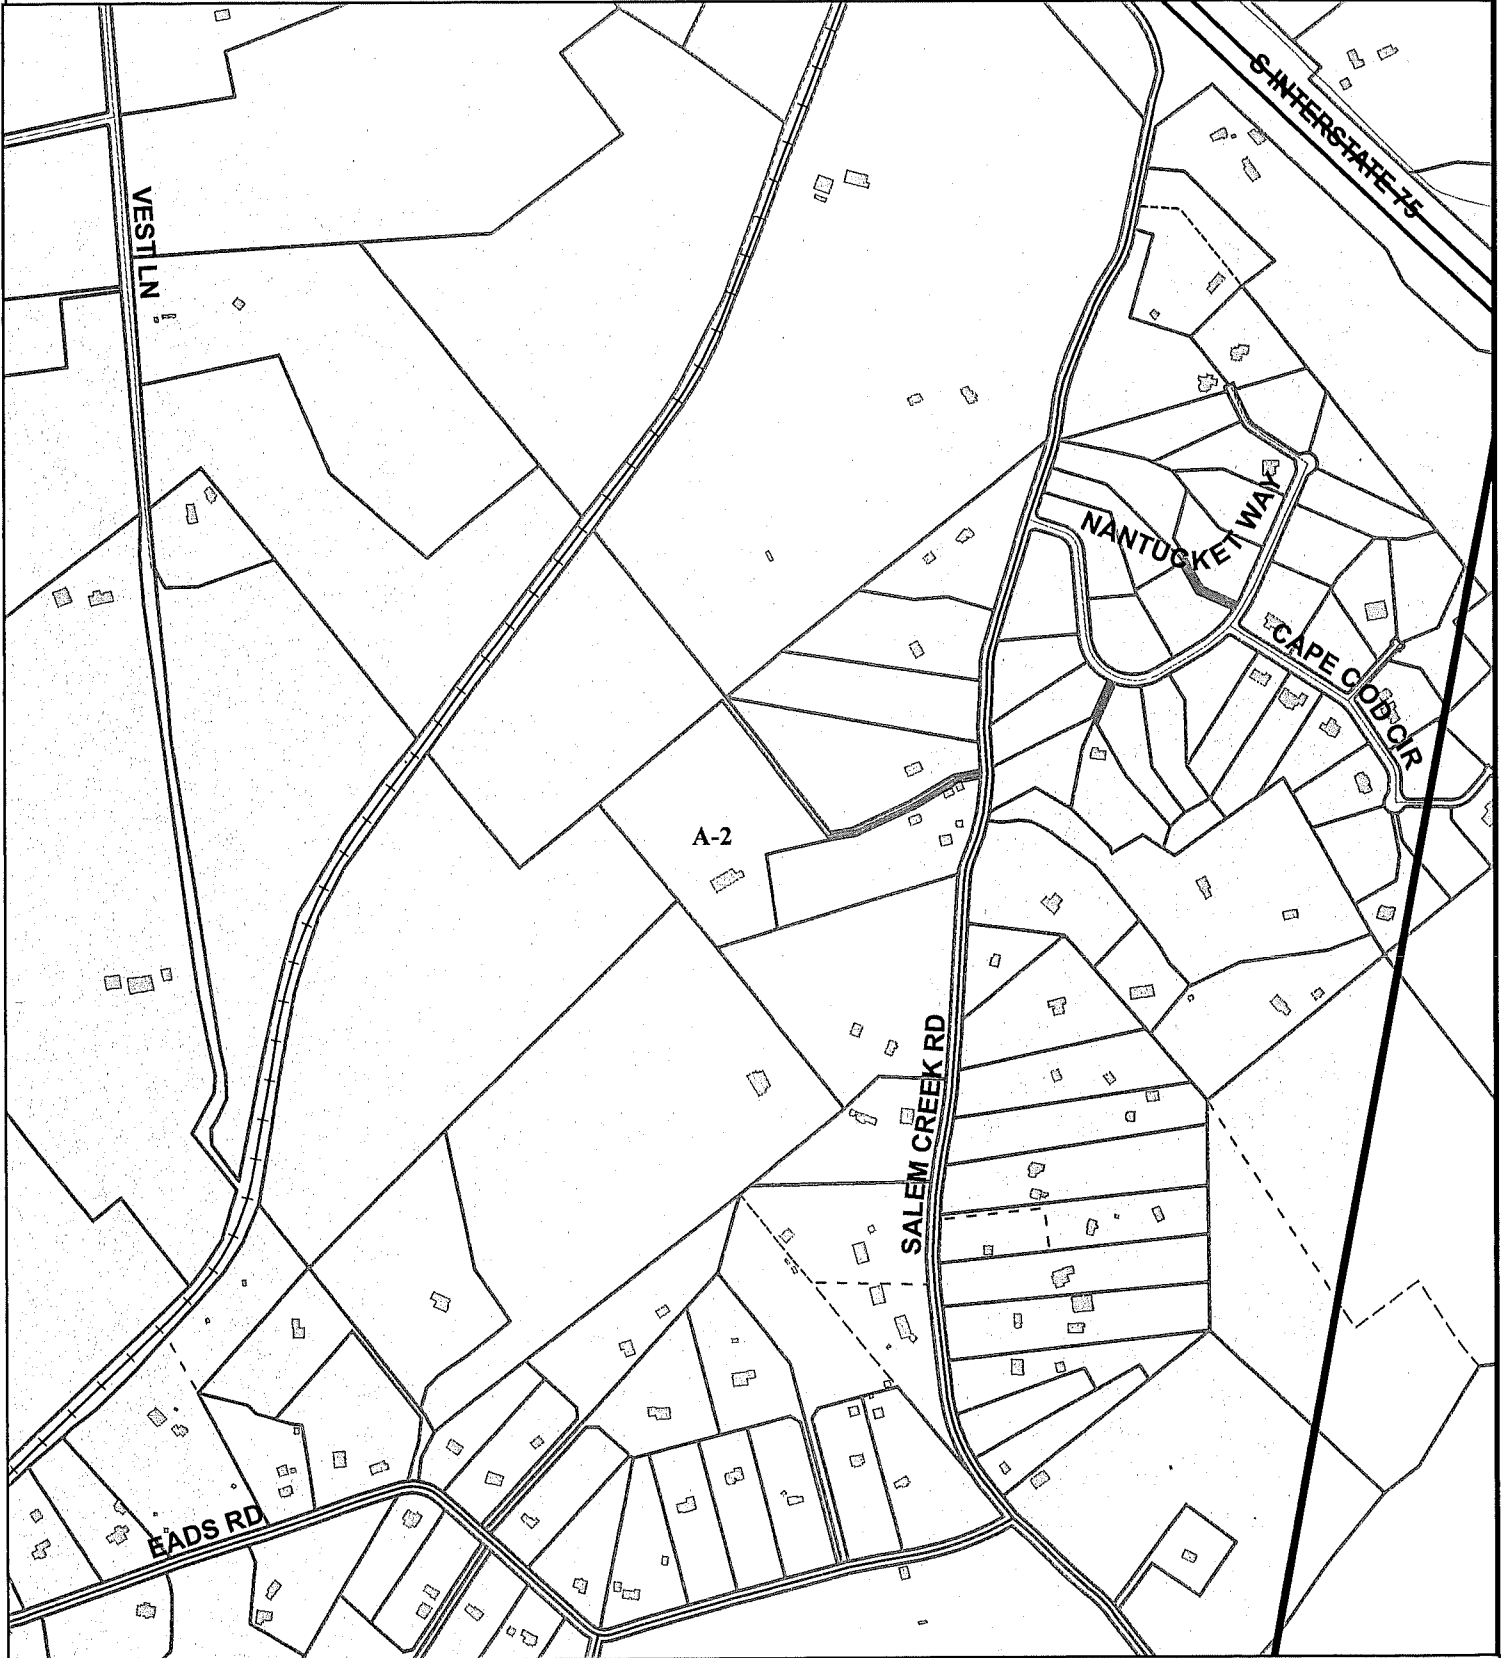 S INTERSTATE 75
VEST LN
NANTUCKET WAY
CAPE COD CIR
A-2
SALEM CREEK RD
EADS RD